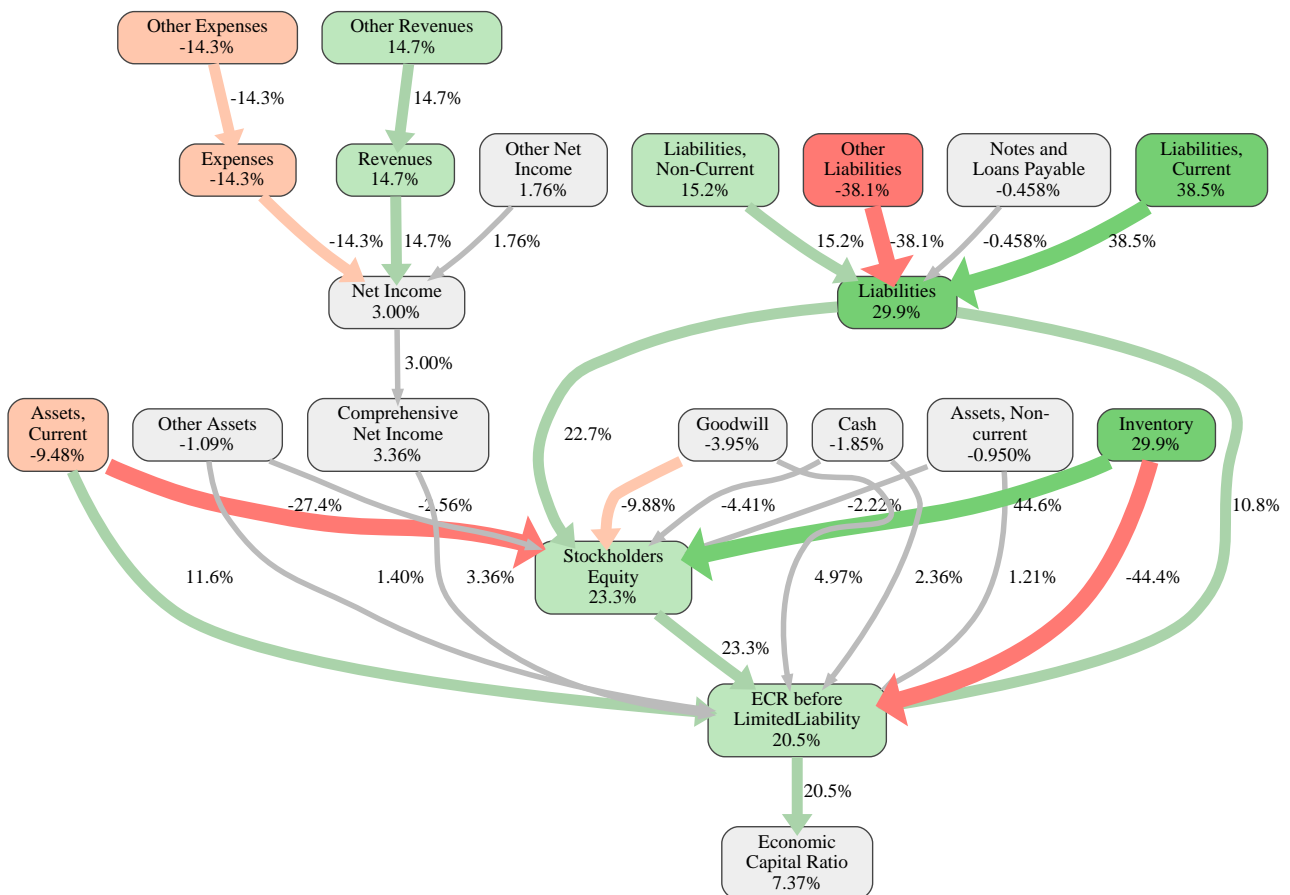 Other Expenses
-14.3%
Other Revenues
14.7%
-14.3%
14.7%
Expenses
-14.3%
Revenues
14.7%
Other Net
Income
1.76%
Liabilities,
Non-Current
15.2%
Other
Liabilities
-38.1%
Notes and
Loans Payable
-0.458%
Liabilities,
Current
38.5%
-14.3%
14.7%
1.76%
15.2%
-38.1%
-0.458%
38.5%
Net Income
3.00%
Liabilities
29.9%
3.00%
Assets,
Current
-9.48%
Other Assets
-1.09%
Comprehensive
Net Income
3.36%
22.7%
Goodwill
-3.95%
Cash
-1.85%
Assets, Non-
current
-0.950%
Inventory
29.9%
-27.4%
-2.56%
-9.88%
-4.41%
-2.22%
44.6%
10.8%
Stockholders
Equity
23.3%
11.6%
1.40%
3.36%
4.97%
2.36%
1.21%
-44.4%
23.3%
ECR before
LimitedLiability
20.5%
20.5%
Economic
Capital Ratio
7.37%